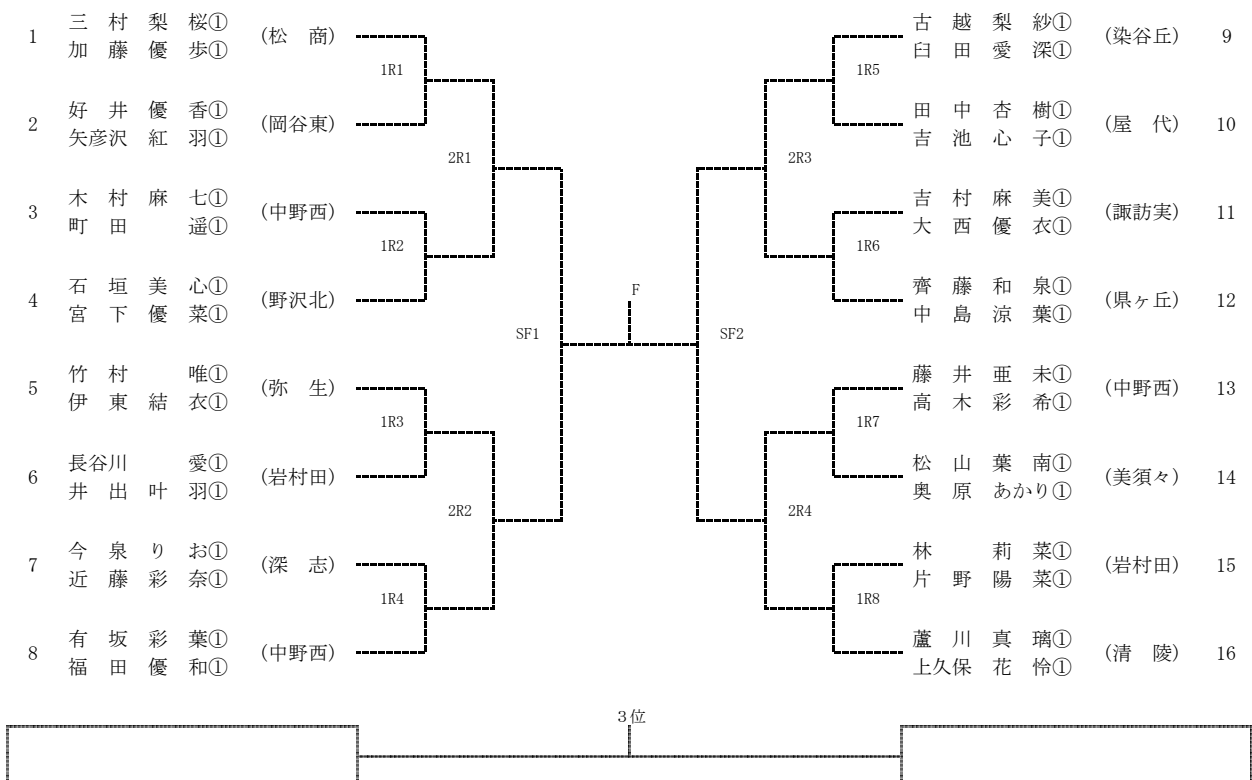 1 三村梨桜① (松商)
加藤優歩①
1R1
2 好井優香① (岡谷東)
矢彦沢紅羽①
2R1
3 木村麻七① (中野西)
町田遥①
1R2
4 石垣美心① (野沢北)
宮下優菜①
SF1
5 竹村唯① (弥生)
伊東結衣①
1R3
6 長谷川愛① (岩村田)
井出叶羽①
2R2
7 今泉りお① (深志)
近藤彩奈①
1R4
8 有坂彩葉① (中野西)
福田優和①
F
古越梨紗① (染谷丘) 9
臼田愛深①
1R5
田中杏樹① (屋代) 10
吉池心子①
2R3
吉村麻美① (諏訪実) 11
大西優衣①
1R6
齊藤和泉① (県ヶ丘) 12
中島涼葉①
SF2
藤井亜未① (中野西) 13
高木彩希①
1R7
松山葉南① (美須々) 14
奥原あかり①
2R4
林莉菜① (岩村田) 15
片野陽菜①
1R8
蘆川真璃① (清陵) 16
上久保花怜①
3位